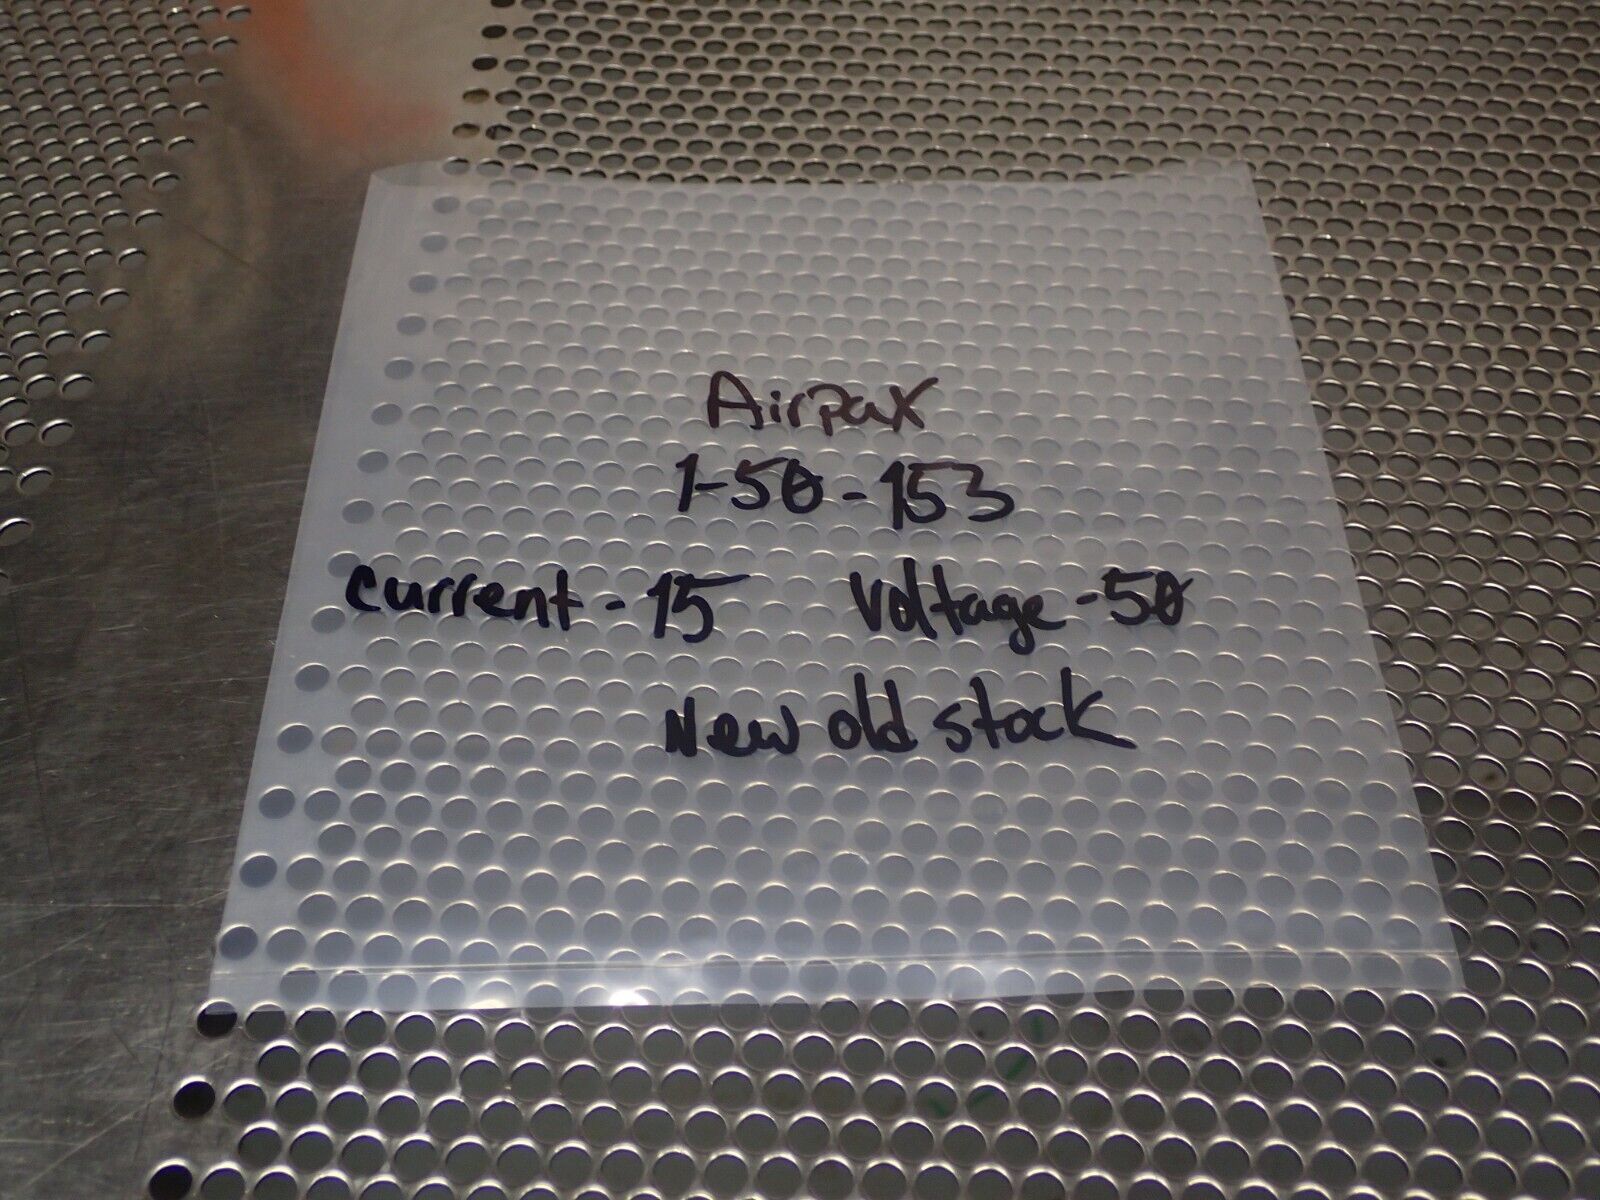 Airpax
1-50-153
Current-15 Voltage-50
New old stock